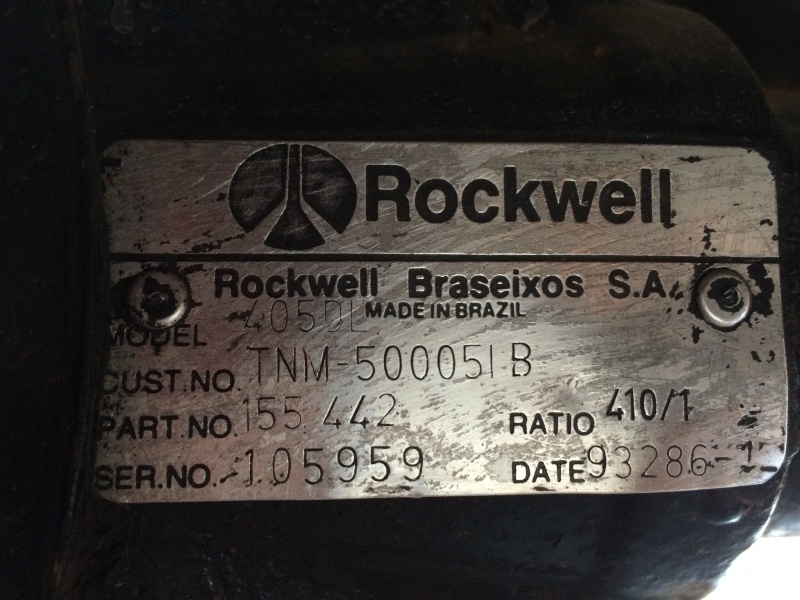 Rockwell
Rockwell Braseixos S.A.
MADE IN BRAZIL
MODEL 405DL
CUST.NO. TNM-500051B
PART.NO. 155 442 RATIO 410/1
SER.NO. 105959 DATE 93286-1